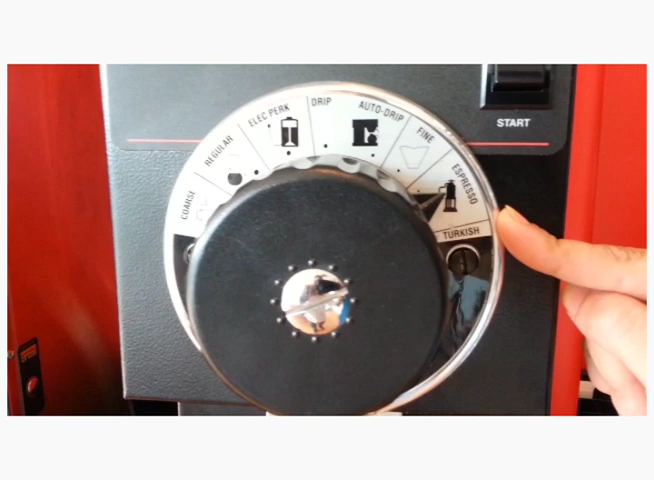 COARSE
REGULAR
ELEC PERK
DRIP
AUTO-DRIP
FINE
ESPRESSO
TURKISH
START